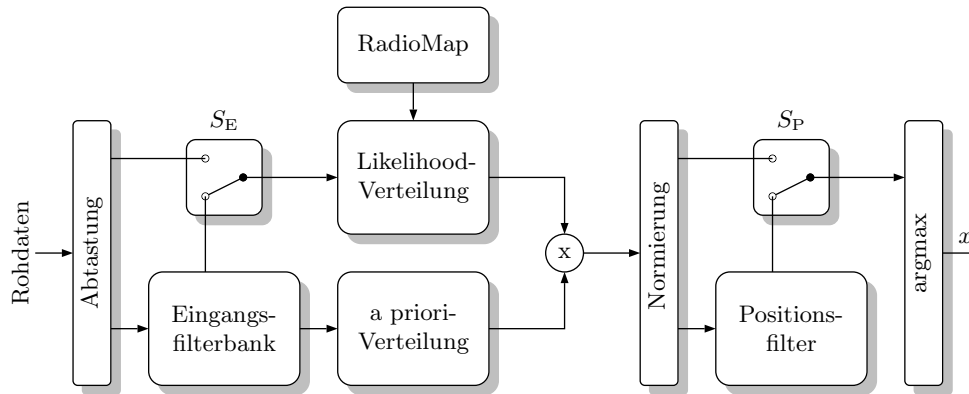 RadioMap
S_E
S_P
Likelihood-
Verteilung
Rohdaten
Abtastung
x
Normierung
argmax
x
Eingangs-
filterbank
a priori-
Verteilung
Positions-
filter